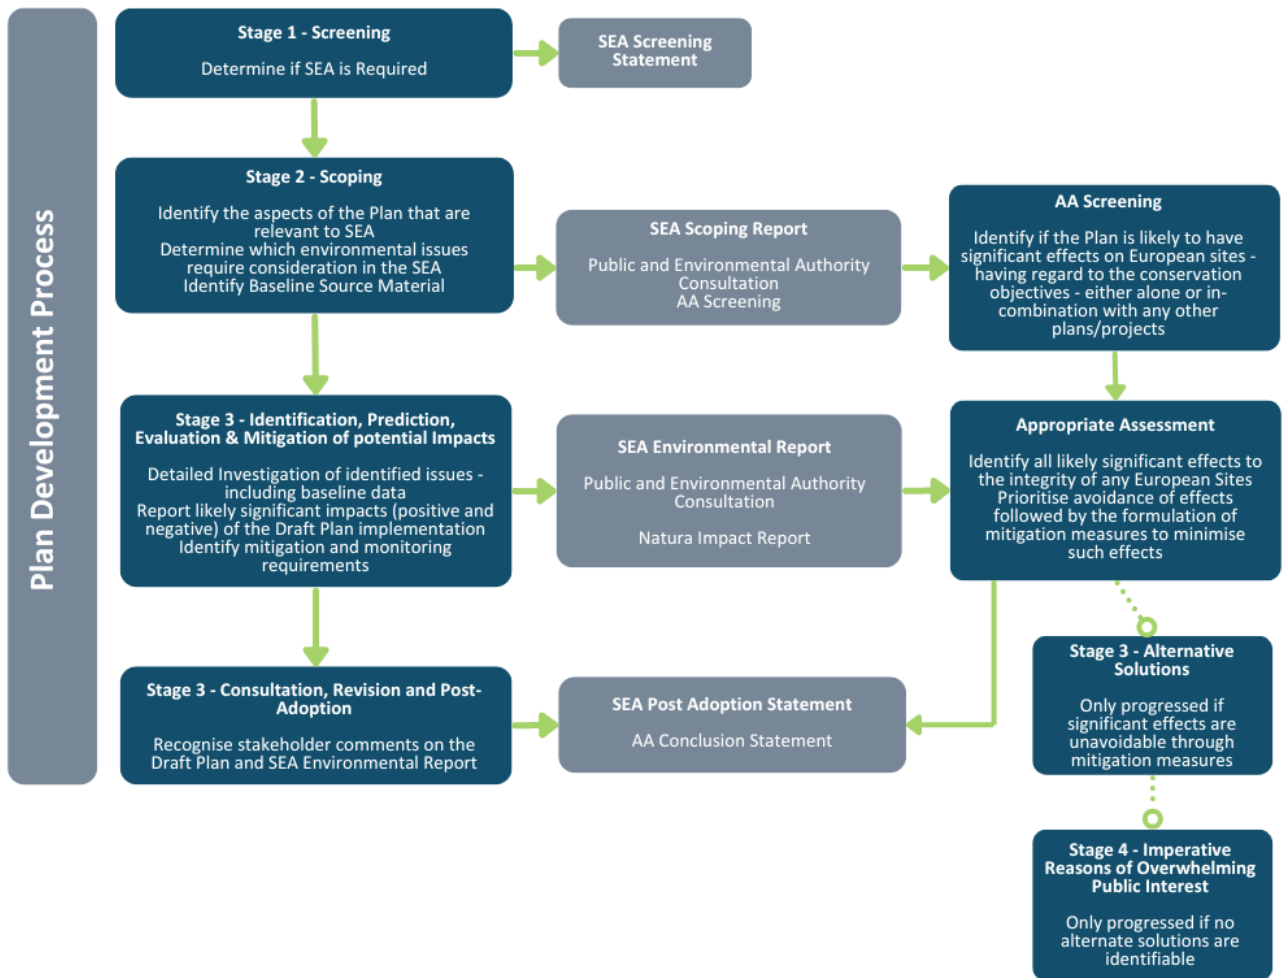 Plan Development Process
Stage 1 - Screening
Determine if SEA is Required
SEA Screening
Statement
Stage 2 - Scoping
Identify the aspects of the Plan that are
relevant to SEA
Determine which environmental issues
require consideration in the SEA
Identify Baseline Source Material
SEA Scoping Report
Public and Environmental Authority
Consultation
AA Screening
AA Screening
Identify if the Plan is likely to have
significant effects on European sites -
having regard to the conservation
objectives - either alone or in-
combination with any other
plans/projects
Stage 3 - Identification, Prediction,
Evaluation & Mitigation of potential Impacts
Detailed Investigation of identified issues -
including baseline data
Report likely significant impacts (positive and
negative) of the Draft Plan implementation
Identify mitigation and monitoring
requirements
SEA Environmental Report
Public and Environmental Authority
Consultation
Natura Impact Report
Appropriate Assessment
Identify all likely significant effects to
the integrity of any European Sites
Prioritise avoidance of effects
followed by the formulation of
mitigation measures to minimise
such effects
Stage 3 - Consultation, Revision and Post-
Adoption
Recognise stakeholder comments on the
Draft Plan and SEA Environmental Report
SEA Post Adoption Statement
AA Conclusion Statement
Stage 3 - Alternative
Solutions
Only progressed if
significant effects are
unavoidable through
mitigation measures
Stage 4 - Imperative
Reasons of Overwhelming
Public Interest
Only progressed if no
alternate solutions are
identifiable